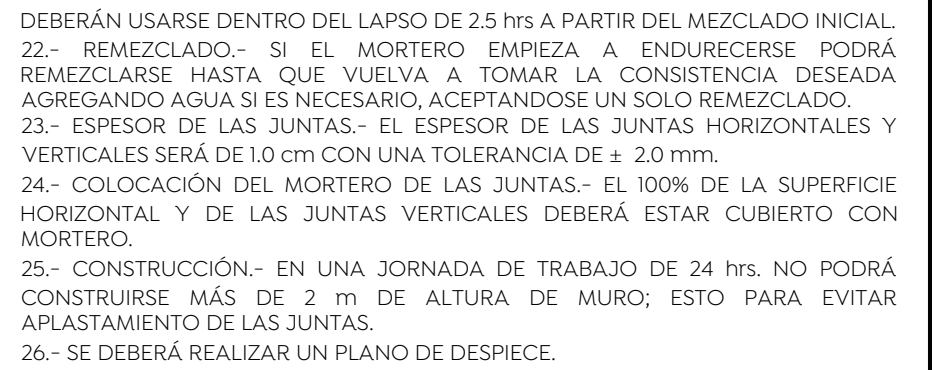 DEBERÁN USARSE DENTRO DEL LAPSO DE 2.5 hrs A PARTIR DEL MEZCLADO INICIAL.
22.- REMEZCLADO.- SI EL MORTERO EMPIEZA A ENDURECERSE PODRÁ
REMEZCLARSE HASTA QUE VUELVA A TOMAR LA CONSISTENCIA DESEADA
AGREGANDO AGUA SI ES NECESARIO, ACEPTANDOSE UN SOLO REMEZCLADO.
23.- ESPESOR DE LAS JUNTAS.- EL ESPESOR DE LAS JUNTAS HORIZONTALES Y
VERTICALES SERÁ DE 1.0 cm CON UNA TOLERANCIA DE ± 2.0 mm.
24.- COLOCACIÓN DEL MORTERO DE LAS JUNTAS.- EL 100% DE LA SUPERFICIE
HORIZONTAL Y DE LAS JUNTAS VERTICALES DEBERÁ ESTAR CUBIERTO CON
MORTERO.
25.- CONSTRUCCIÓN.- EN UNA JORNADA DE TRABAJO DE 24 hrs. NO PODRÁ
CONSTRUIRSE MÁS DE 2 m DE ALTURA DE MURO; ESTO PARA EVITAR
APLASTAMIENTO DE LAS JUNTAS.
26.- SE DEBERÁ REALIZAR UN PLANO DE DESPIECE.